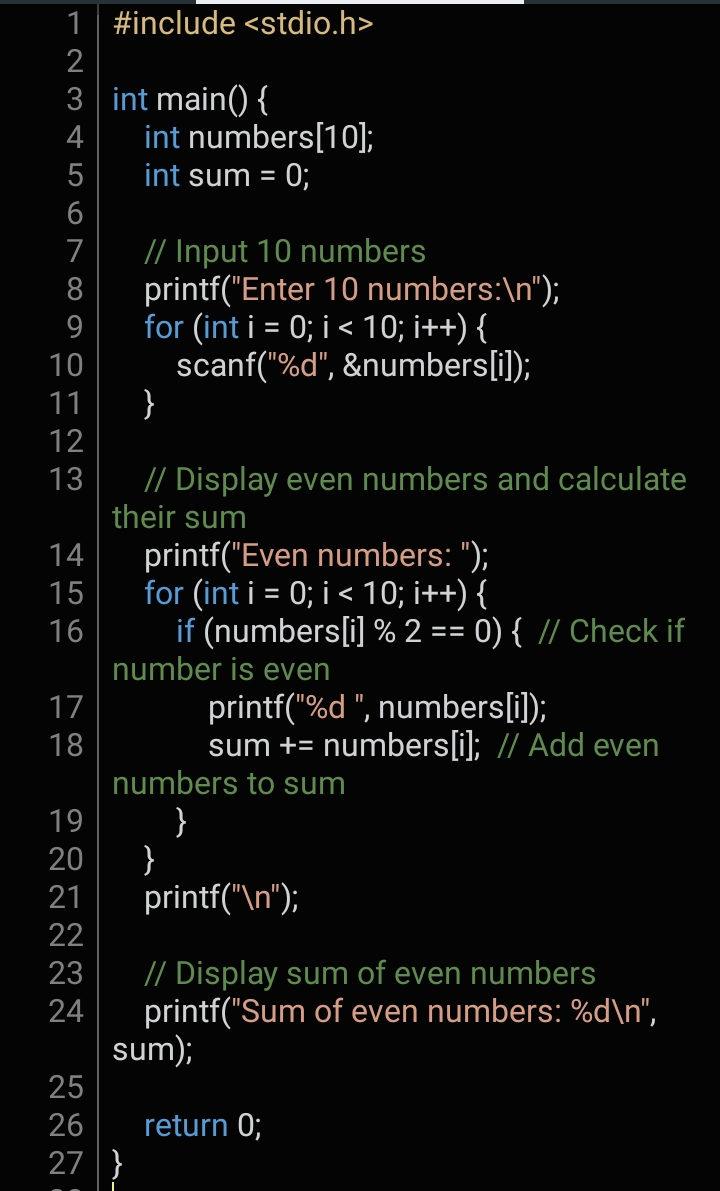 1 #include <stdio.h>
2
3 int main() {
4     int numbers[10];
5     int sum = 0;
6
7     // Input 10 numbers
8     printf("Enter 10 numbers:\n");
9     for (int i = 0; i < 10; i++) {
10         scanf("%d", &numbers[i]);
11     }
12
13     // Display even numbers and calculate
their sum
14     printf("Even numbers: ");
15     for (int i = 0; i < 10; i++) {
16         if (numbers[i] % 2 == 0) {  // Check if
number is even
17             printf("%d ", numbers[i]);
18             sum += numbers[i];  // Add even
numbers to sum
19         }
20     }
21     printf("\n");
22
23     // Display sum of even numbers
24     printf("Sum of even numbers: %d\n",
sum);
25
26     return 0;
27 }